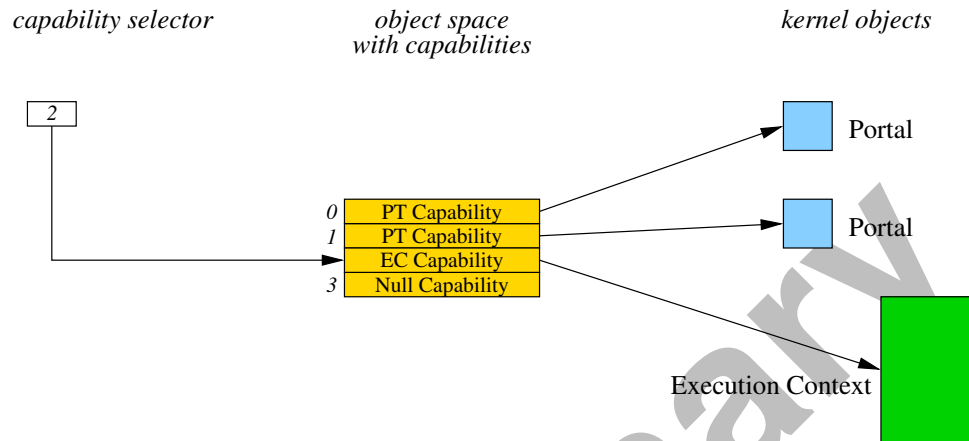 capability selector
object space
with capabilities
kernel objects
2
Portal
0 PT Capability
1 PT Capability
EC Capability
3 Null Capability
Portal
Execution Context
ary